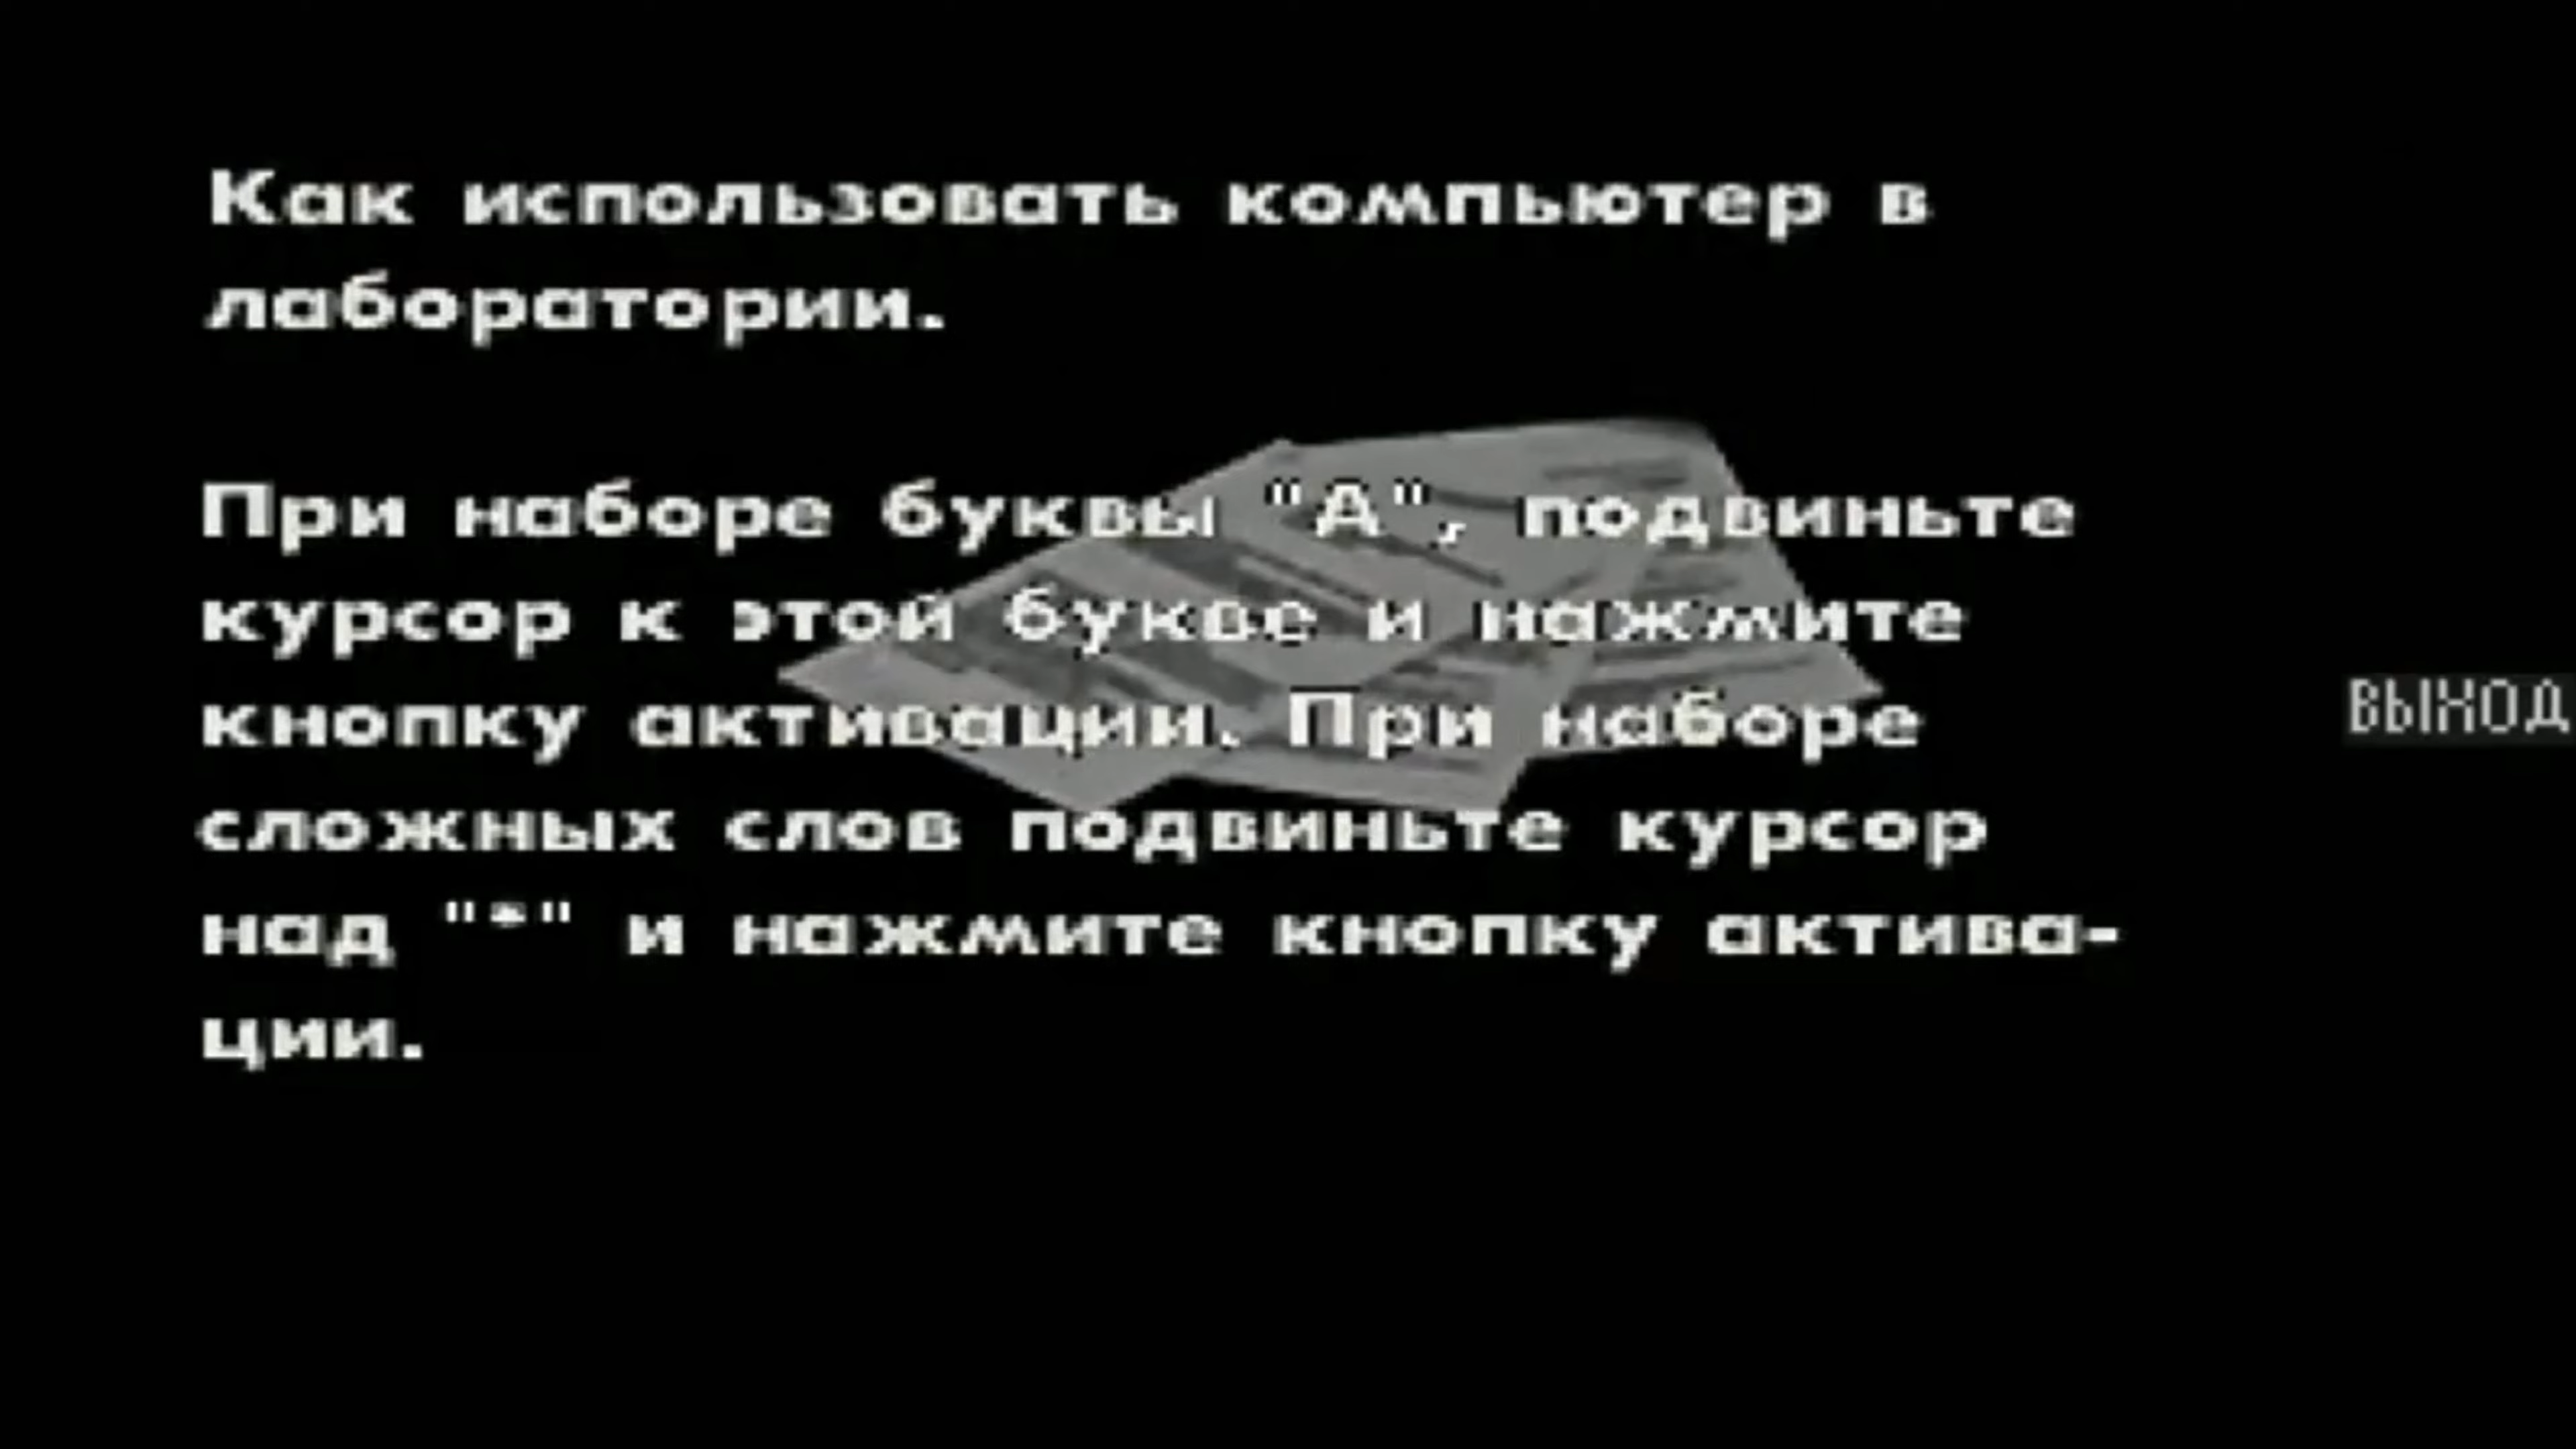 Как использовать компьютер в
лаборатории.
При наборе буквы "А", подвиньте
курсор к этой букве и нажмите
кнопку активации. При наборе
сложных слов подвиньте курсор
над "*" и нажмите кнопку актива-
ции.
ВЫХОД